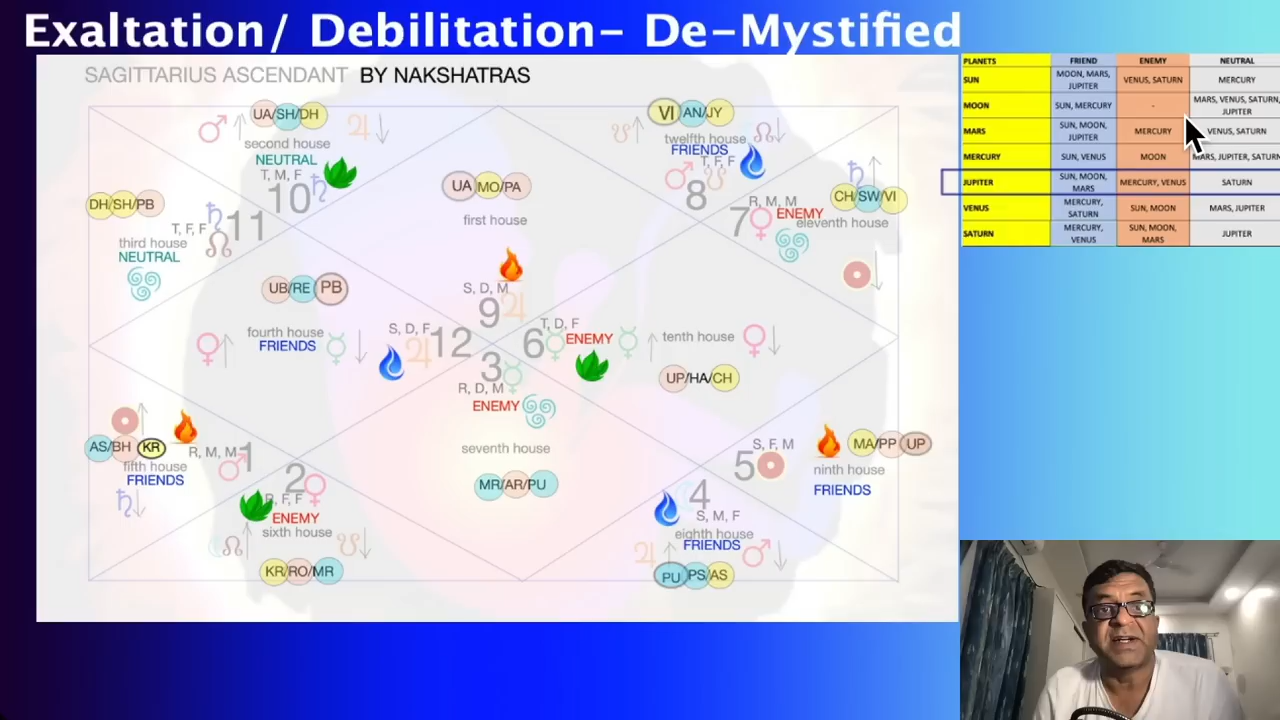 Exaltation/ Debilitation- De-Mystified
SAGITTARIUS ASCENDANT BY NAKSHATRAS
UA/SH/DH
second house
NEUTRAL
T, M, F
10
VI AN/JY
twelfth house
FRIENDS
T, F, F
8
UA MO/PA
first house
S, D, M
9
DH/SH/PB
T, F, F
11
third house
NEUTRAL
CH/SW/VI
R, M, M
7
ENEMY
eleventh house
UB/RE PB
fourth house
FRIENDS
S, D, F
12
T, D, F
6
ENEMY
tenth house
UP/HA/CH
3
R, D, M
ENEMY
seventh house
MR/AR/PU
AS/BH KR
fifth house
FRIENDS
R, M, M
1
2
F, F
ENEMY
sixth house
KR/RO/MR
S, F, M
5
MA/PP UP
ninth house
FRIENDS
4
S, M, F
eighth house
FRIENDS
PU PS/AS
PLANETS FRIEND ENEMY NEUTRAL
SUN MOON, MARS, JUPITER VENUS, SATURN MERCURY
MOON SUN, MERCURY - MARS, VENUS, SATURN, JUPITER
MARS SUN, MOON, JUPITER MERCURY VENUS, SATURN
MERCURY SUN, VENUS MOON MARS, JUPITER, SATURN
JUPITER SUN, MOON, MARS MERCURY, VENUS SATURN
VENUS MERCURY, SATURN SUN, MOON MARS, JUPITER
SATURN MERCURY, VENUS SUN, MOON, MARS JUPITER